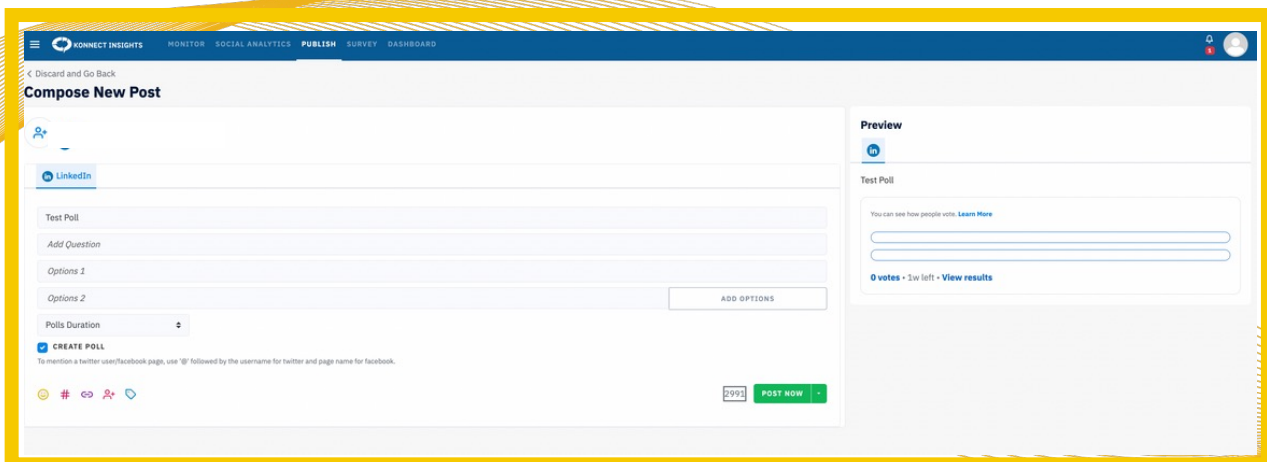 KONNECT INSIGHTS MONITOR SOCIAL ANALYTICS PUBLISH SURVEY DASHBOARD
1
< Discard and Go Back
Compose New Post
LinkedIn
Test Poll
Add Question
Options 1
Options 2 ADD OPTIONS
Polls Duration
CREATE POLL
To mention a twitter user/facebook page, use '@' followed by the username for twitter and page name for facebook.
2991 POST NOW
Preview
in
Test Poll
You can see how people vote. Learn More
0 votes • 1w left • View results